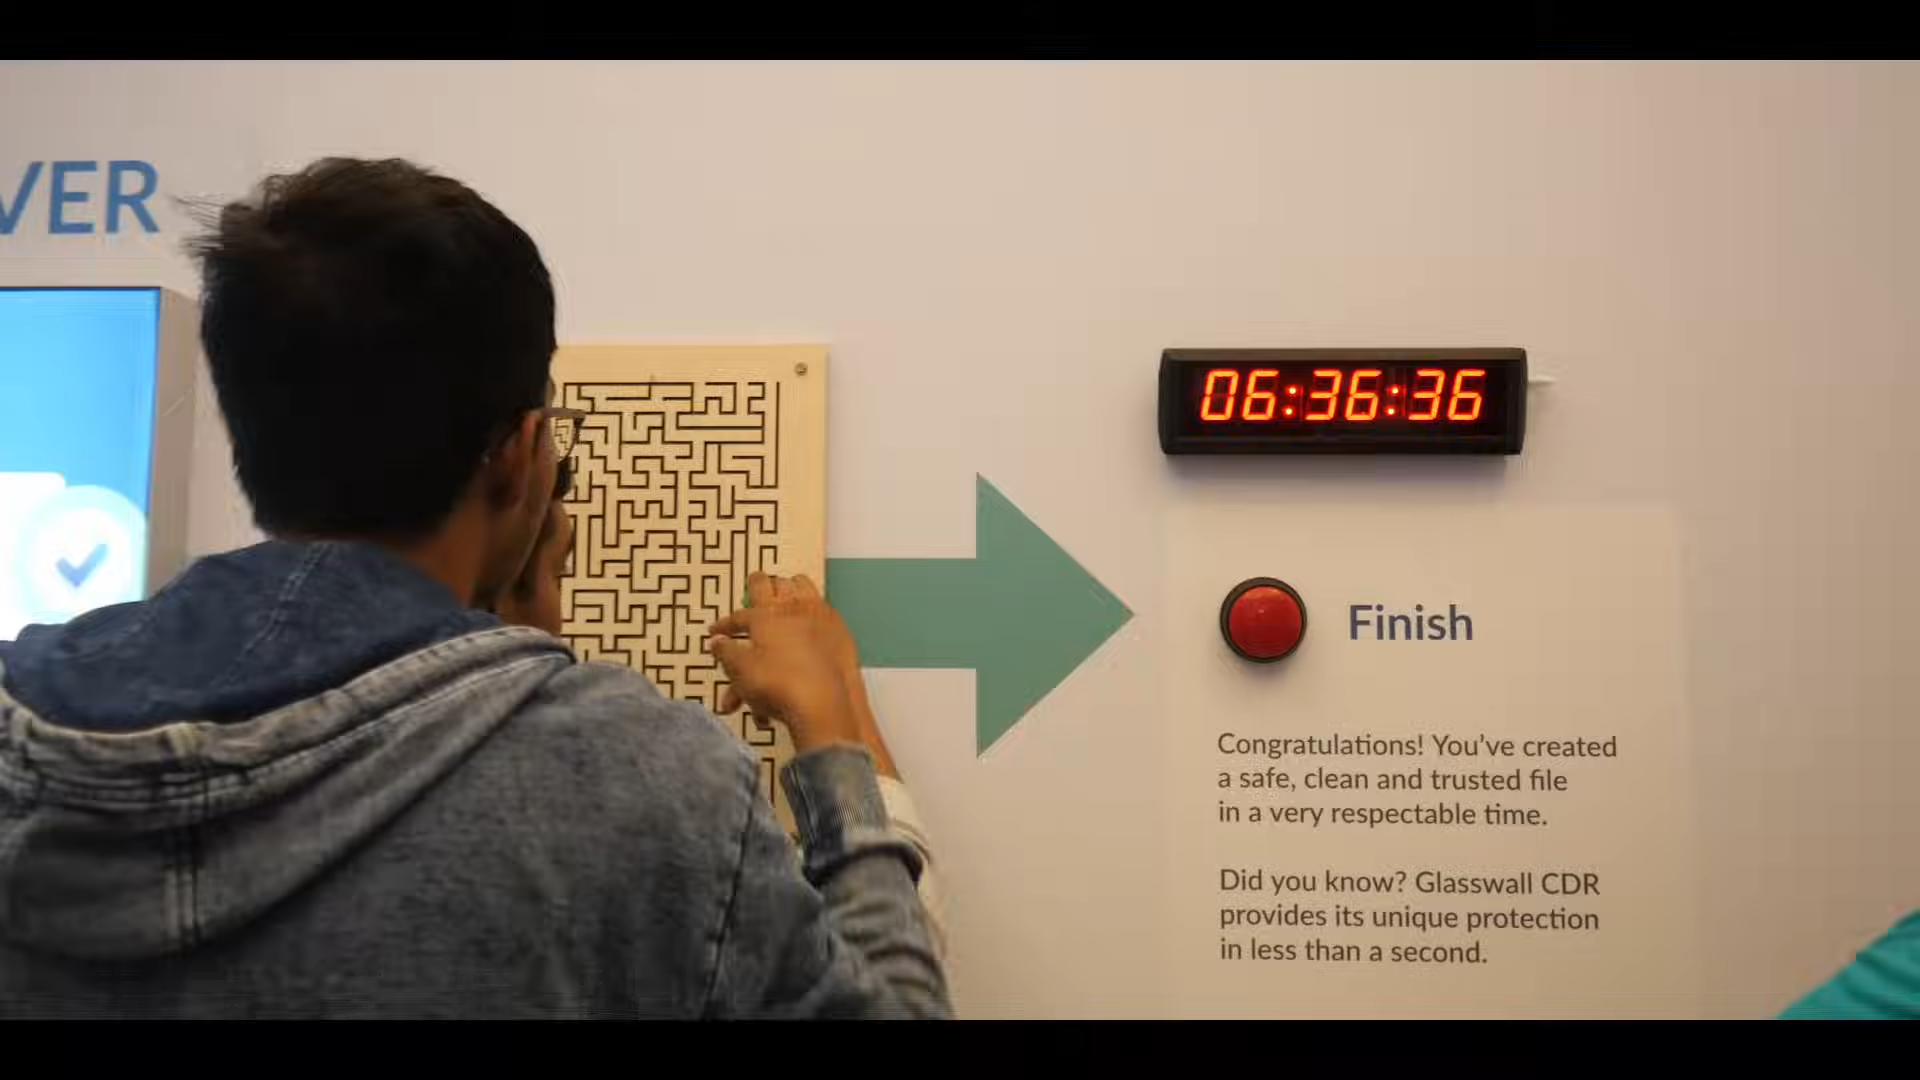 VER
06:36:36
Finish
Congratulations! You've created
a safe, clean and trusted file
in a very respectable time.
Did you know? Glasswall CDR
provides its unique protection
in less than a second.